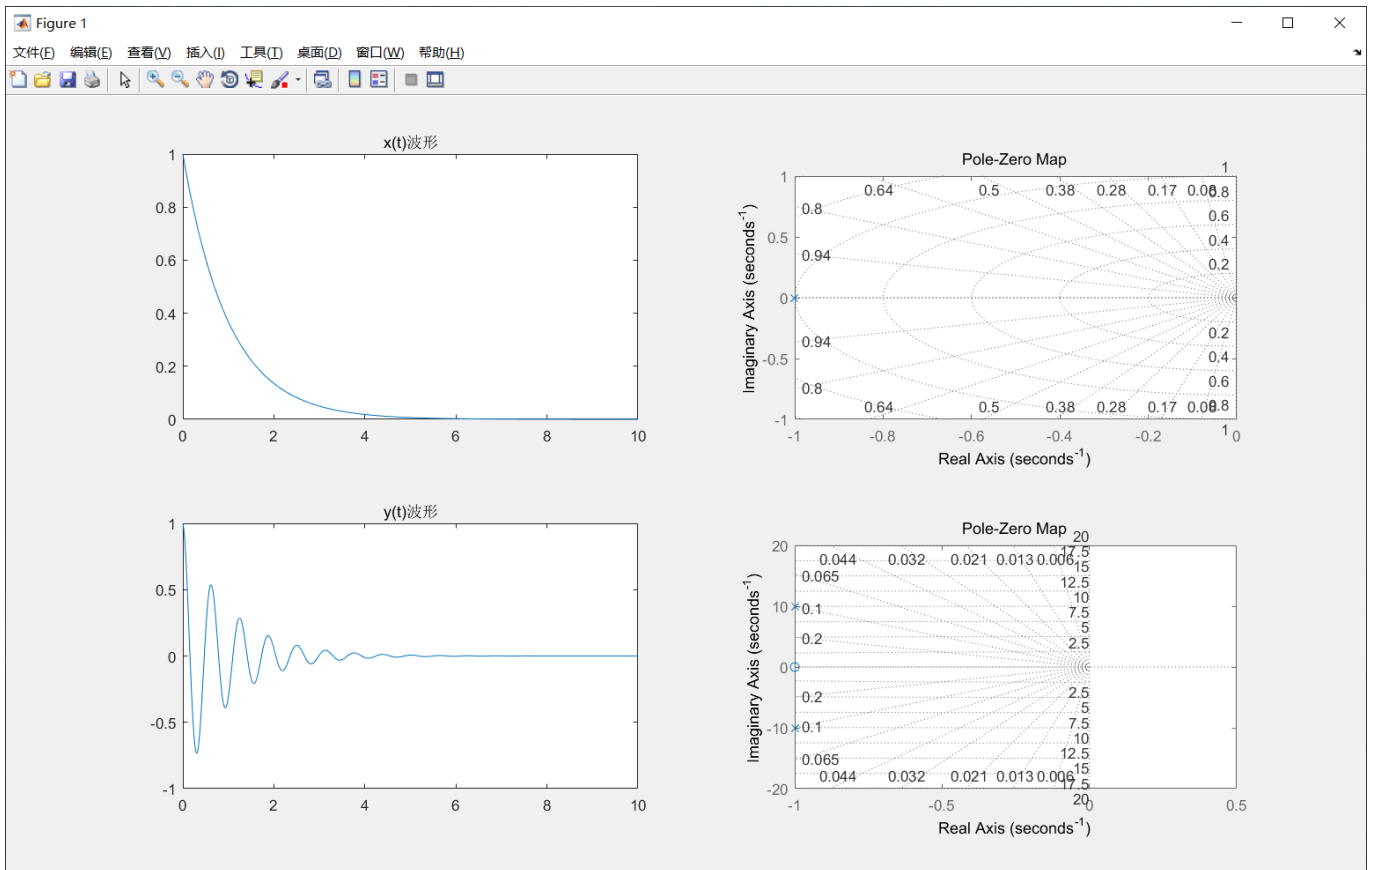 Figure 1
文件(F) 编辑(E) 查看(V) 插入(I) 工具(T) 桌面(D) 窗口(W) 帮助(H)
x(t)波形
1
0.8
0.6
0.4
0.2
0
0 2 4 6 8 10
Pole-Zero Map
1
1 0.64 0.5 0.38 0.28 0.17 0.08 0.8
0.8 0.6
0.5 0.4
0.94 0.2
0
0.2
0.94 0.4
-0.5
0.8 0.6
0.64 0.5 0.38 0.28 0.17 0.08 0.8
-1 1
-1 -0.8 -0.6 -0.4 -0.2 0
Imaginary Axis (seconds-1)
Real Axis (seconds-1)
y(t)波形
1
0.5
0
-0.5
-1
0 2 4 6 8 10
Pole-Zero Map
20
20 17.5
0.044 0.032 0.021 0.013 0.006 15
0.065 12.5
10 0.1 10
7.5
0.2 5
2.5
0
2.5
0.2 5
-10 0.1 7.5
10
0.065 12.5
0.044 0.032 0.021 0.013 0.006 15
-20 17.5
20
-1 -0.5 0 0.5
Imaginary Axis (seconds-1)
Real Axis (seconds-1)